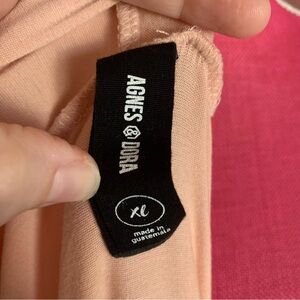 AGNES & DORA
XL
made in
guatemala